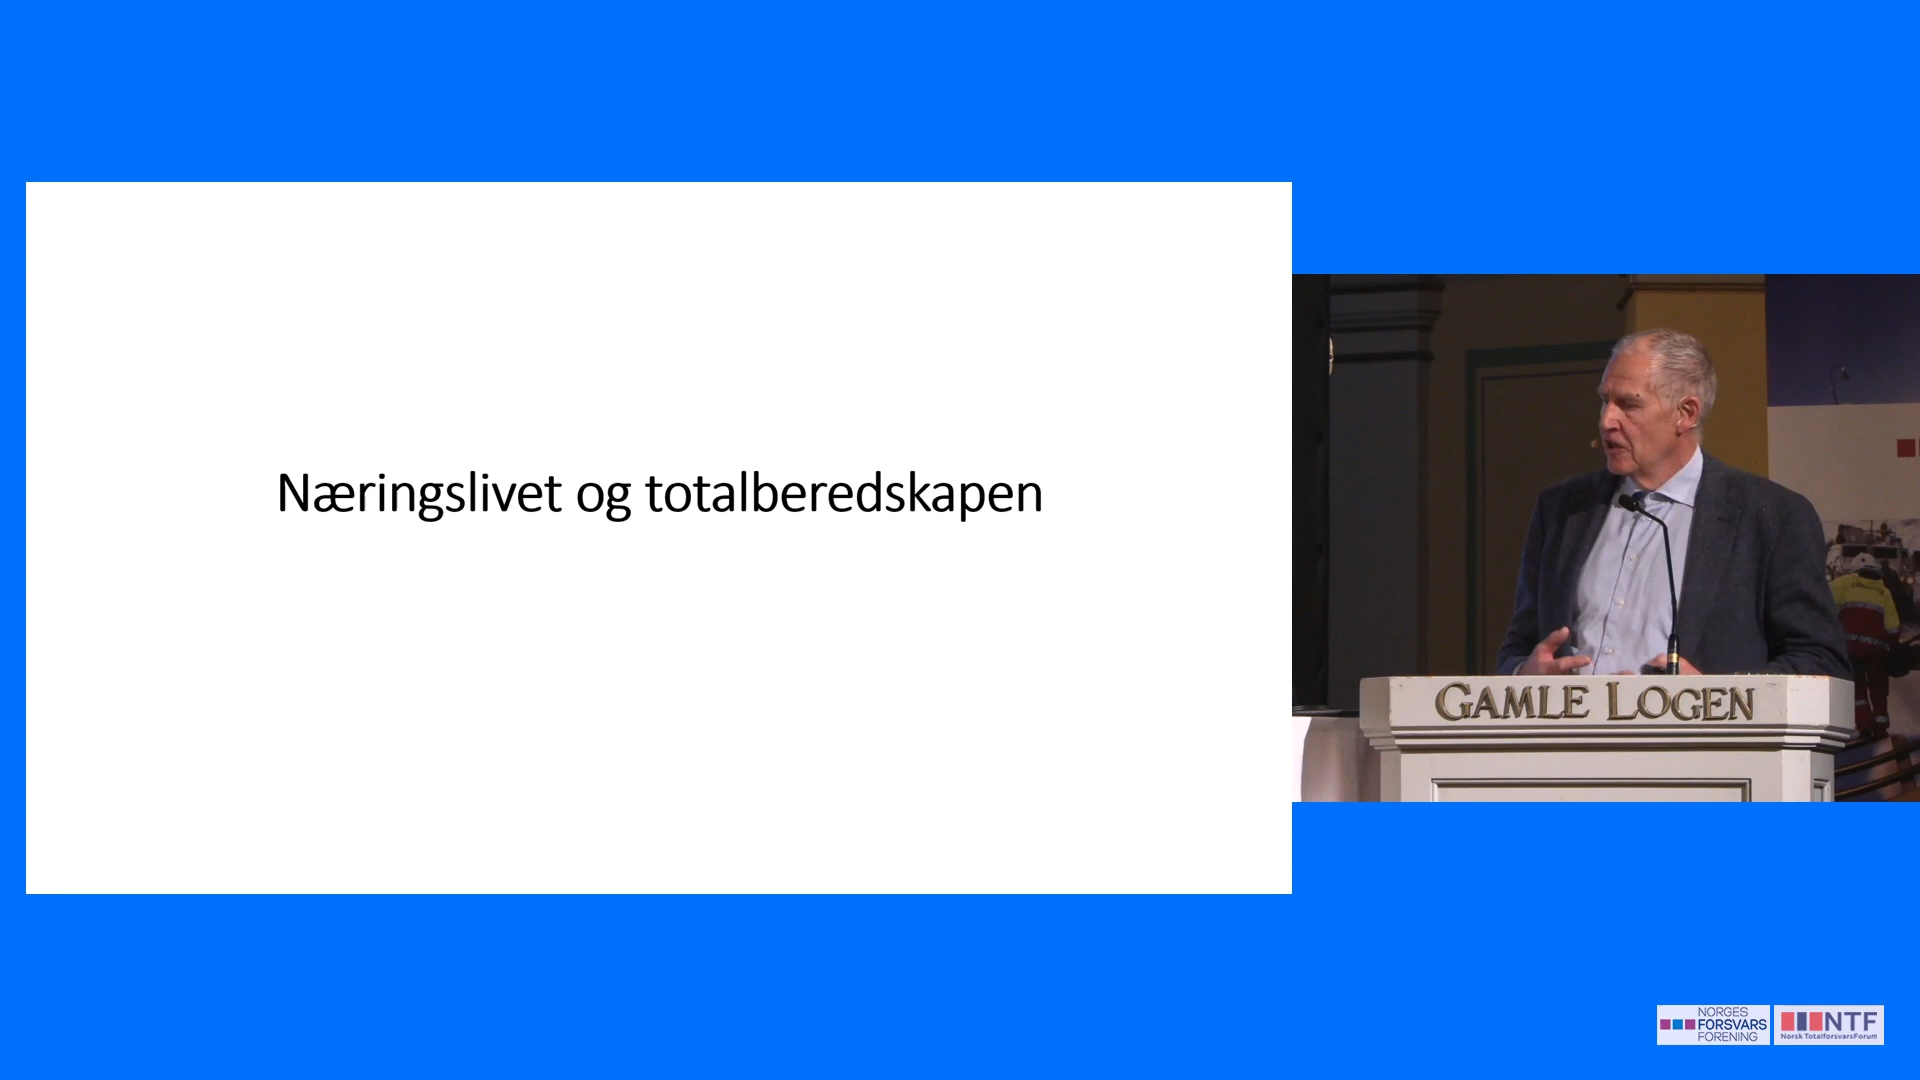 Næringslivet og totalberedskapen
GAMLE LOGEN
NORGES
FORSVARS
FORENING
NTF
Norsk TotalforsvarsForum